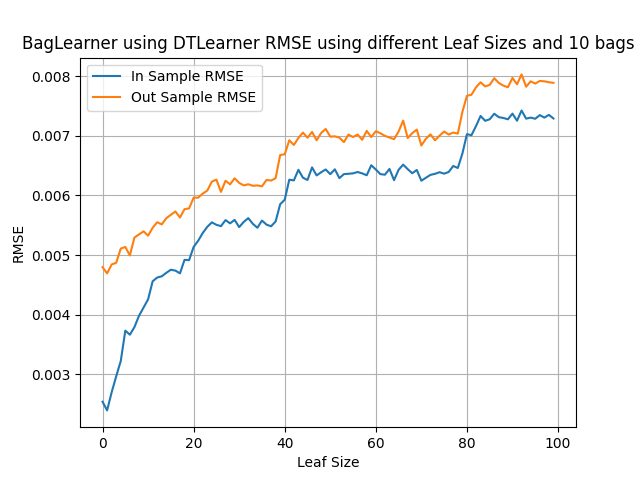 BagLearner using DTLearner RMSE using different Leaf Sizes and 10 bags
In Sample RMSE
Out Sample RMSE
0.008
0.007
0.006
0.005
0.004
0.003
RMSE
0 20 40 60 80 100
Leaf Size